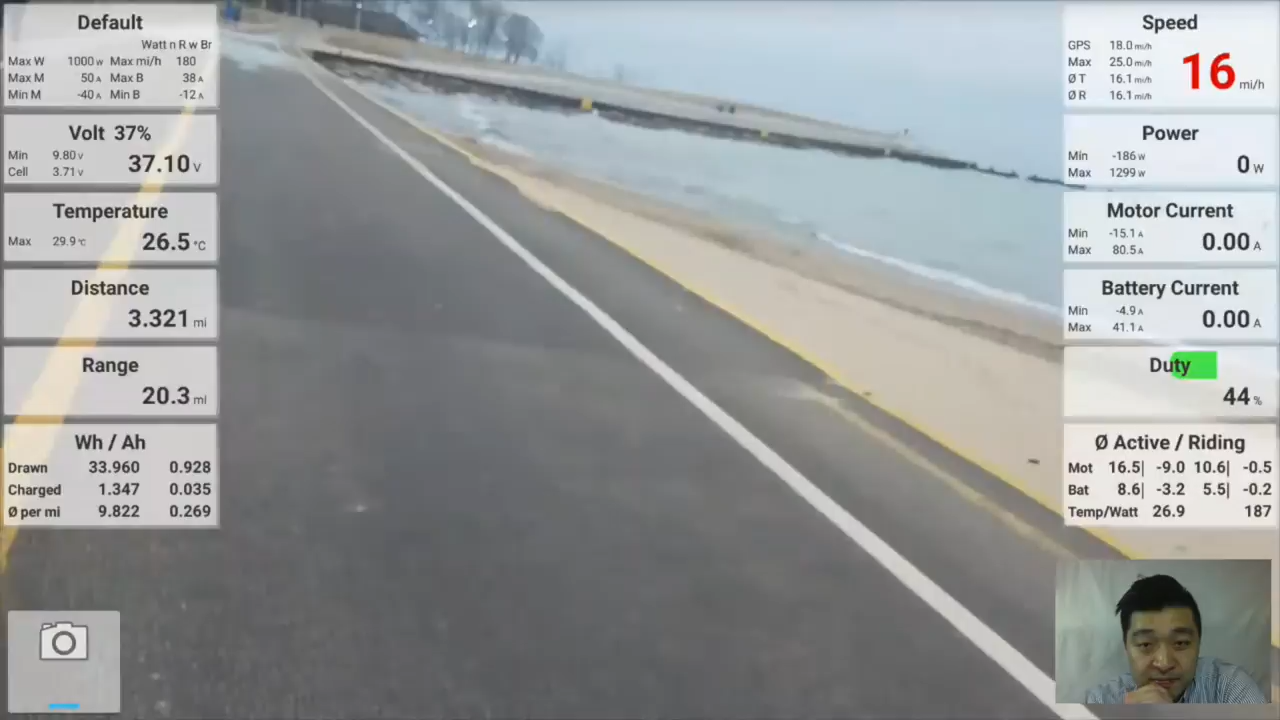 Default
Watt n R w Br
Max W 1000 W Max mi/h 180
Max M 50 A Max B 38 A
Min M -40 A Min B -12 A
Volt 37%
Min 9.80 V
Cell 3.71 V
37.10 V
Temperature
Max 29.9 °C 26.5 °C
Distance
3.321 mi
Range
20.3 mi
Wh / Ah
Drawn 33.960 0.928
Charged 1.347 0.035
Ø per mi 9.822 0.269
Speed
GPS 18.0 mi/h
Max 25.0 mi/h
Ø T 16.1 mi/h
Ø R 16.1 mi/h
16 mi/h
Power
Min -186 W
Max 1299 W
0 W
Motor Current
Min -15.1 A
Max 80.5 A
0.00 A
Battery Current
Min -4.9 A
Max 41.1 A
0.00 A
Duty
44 %
Ø Active / Riding
Mot 16.5| -9.0 10.6| -0.5
Bat 8.6| -3.2 5.5| -0.2
Temp/Watt 26.9 187